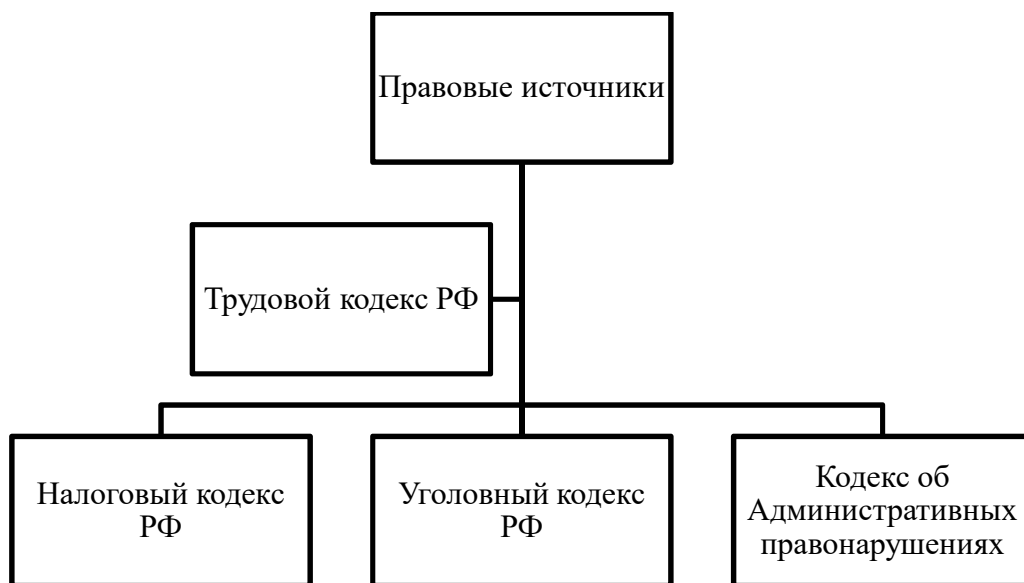 Правовые источники
Трудовой кодекс РФ
Налоговый кодекс
РФ
Уголовный кодекс
РФ
Кодекс об
Административных
правонарушениях